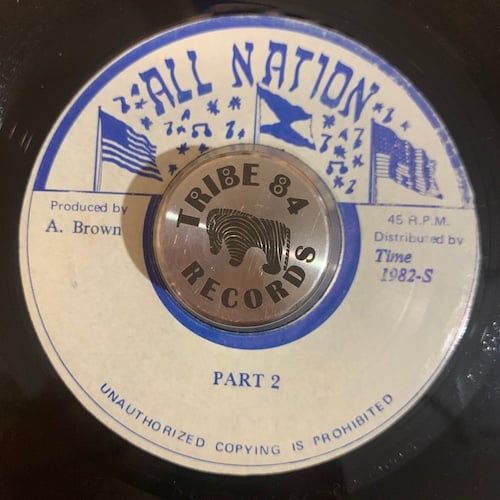 ALL NATION
TRIBE 84
RECORDS
Produced by
A. Brown
45 R.P.M.
Distributed by
Time
1982-S
PART 2
UNAUTHORIZED COPYING IS PROHIBITED